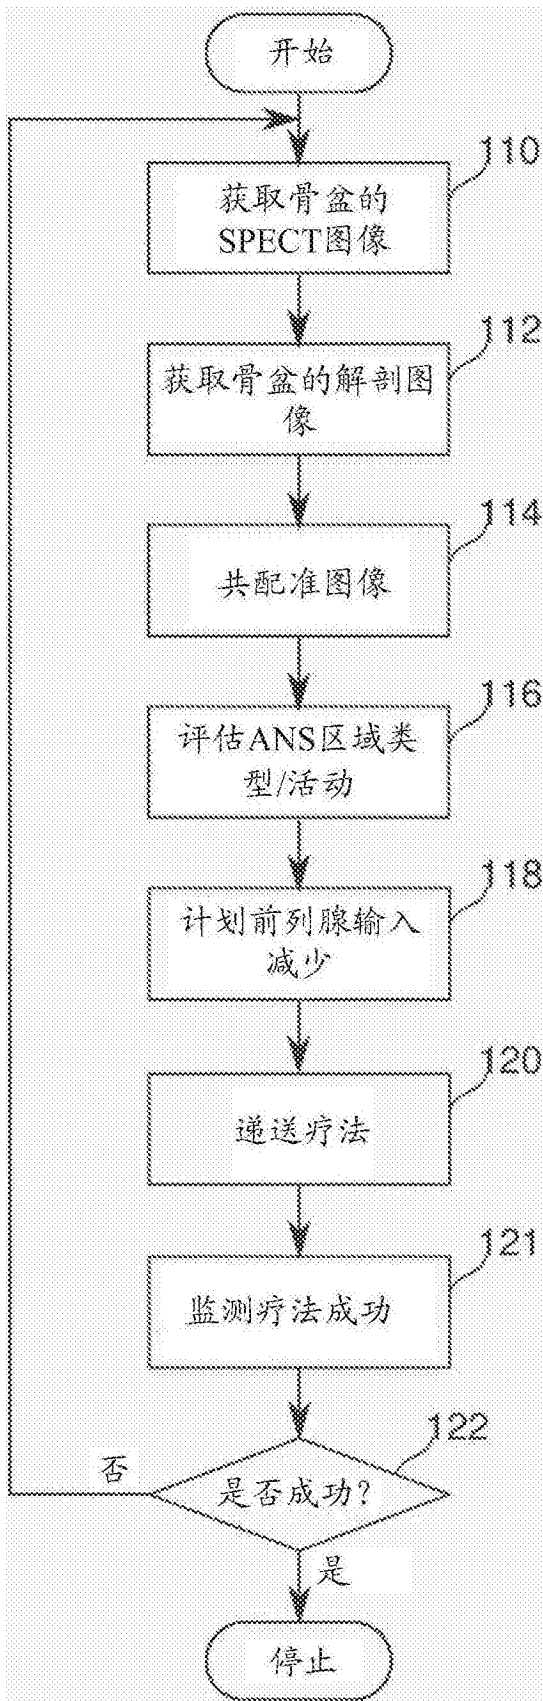 开始
110
获取骨盆的
SPECT图像
112
获取骨盆的解剖图
像
114
共配准图像
116
评估ANS区域类
型/活动
118
计划前列腺输入
减少
120
递送疗法
121
监测疗法成功
122
否
是否成功?
是
停止